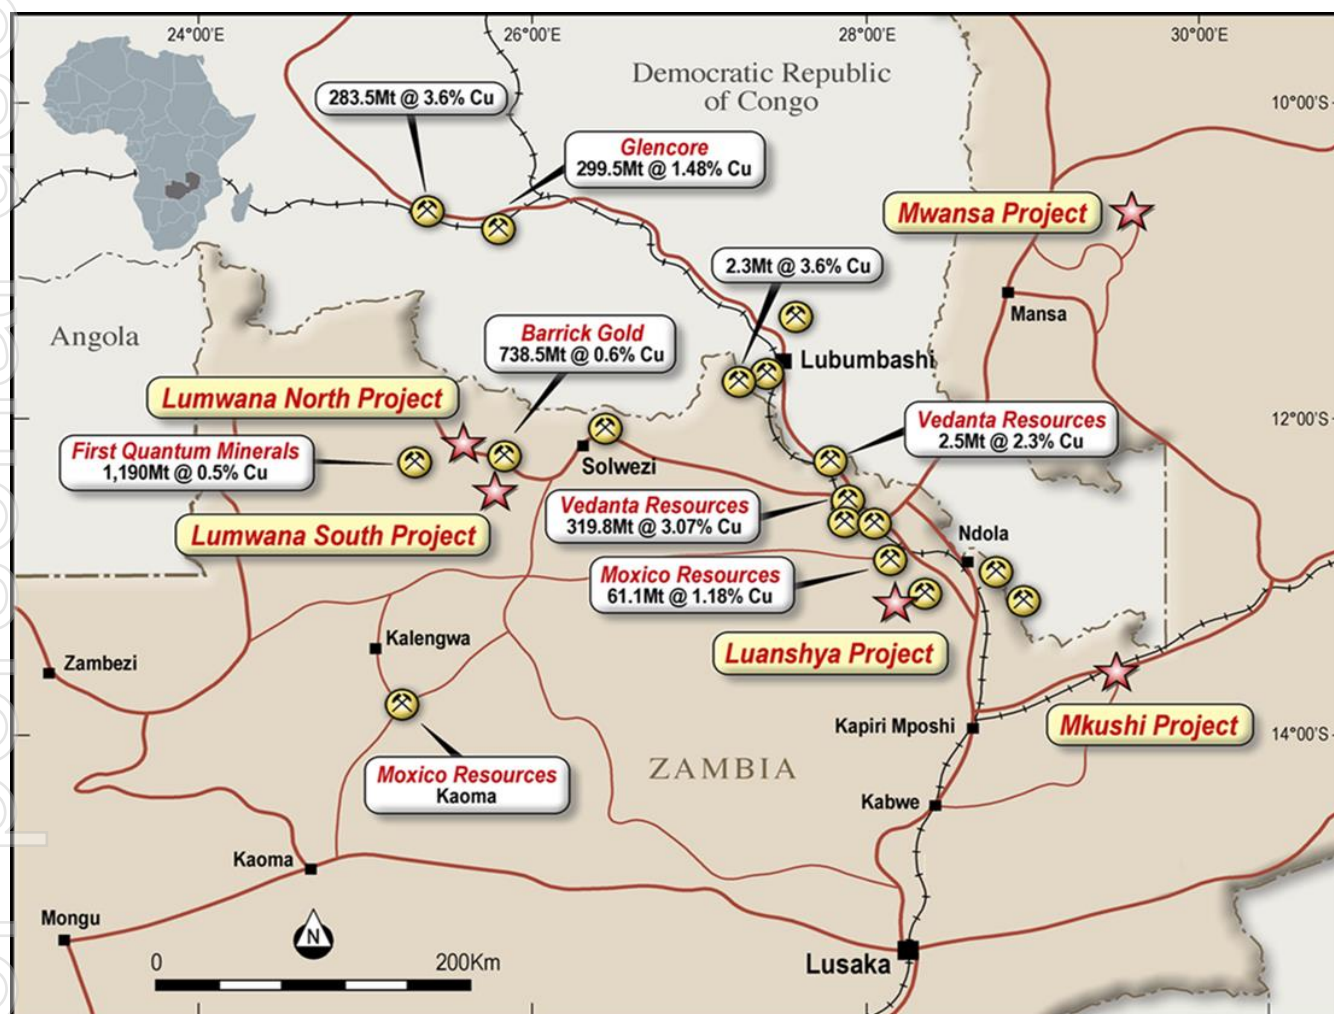 24°00'E
26°00'E
28°00'E
30°00'E
Democratic Republic
of Congo
10°00'S
283.5Mt @ 3.6% Cu
Glencore
299.5Mt @ 1.48% Cu
Mwansa Project
2.3Mt @ 3.6% Cu
Mansa
Angola
Barrick Gold
738.5Mt @ 0.6% Cu
Lubumbashi
Lumwana North Project
12°00'S
Vedanta Resources
2.5Mt @ 2.3% Cu
First Quantum Minerals
1,190Mt @ 0.5% Cu
Solwezi
Vedanta Resources
319.8Mt @ 3.07% Cu
Lumwana South Project
Ndola
Moxico Resources
61.1Mt @ 1.18% Cu
Kalengwa
Luanshya Project
Zambezi
Kapiri Mposhi
Mkushi Project
14°00'S
ZAMBIA
Moxico Resources
Kaoma
Kabwe
Kaoma
Mongu
N
0
200Km
Lusaka